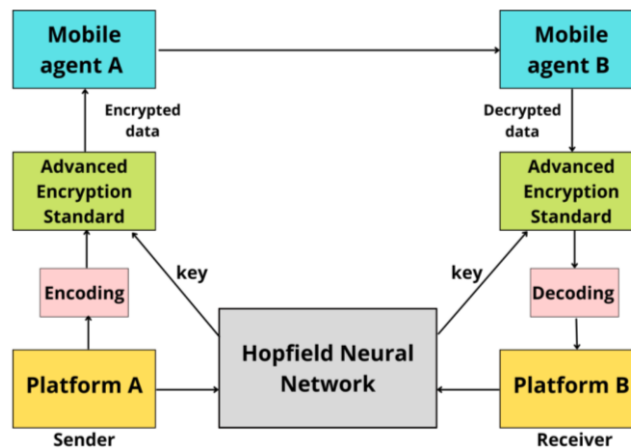 Mobile
agent A
Mobile
agent B
Encrypted
data
Decrypted
data
Advanced
Encryption
Standard
Advanced
Encryption
Standard
key
key
Encoding
Decoding
Hopfield Neural
Network
Platform A
Platform B
Sender
Receiver